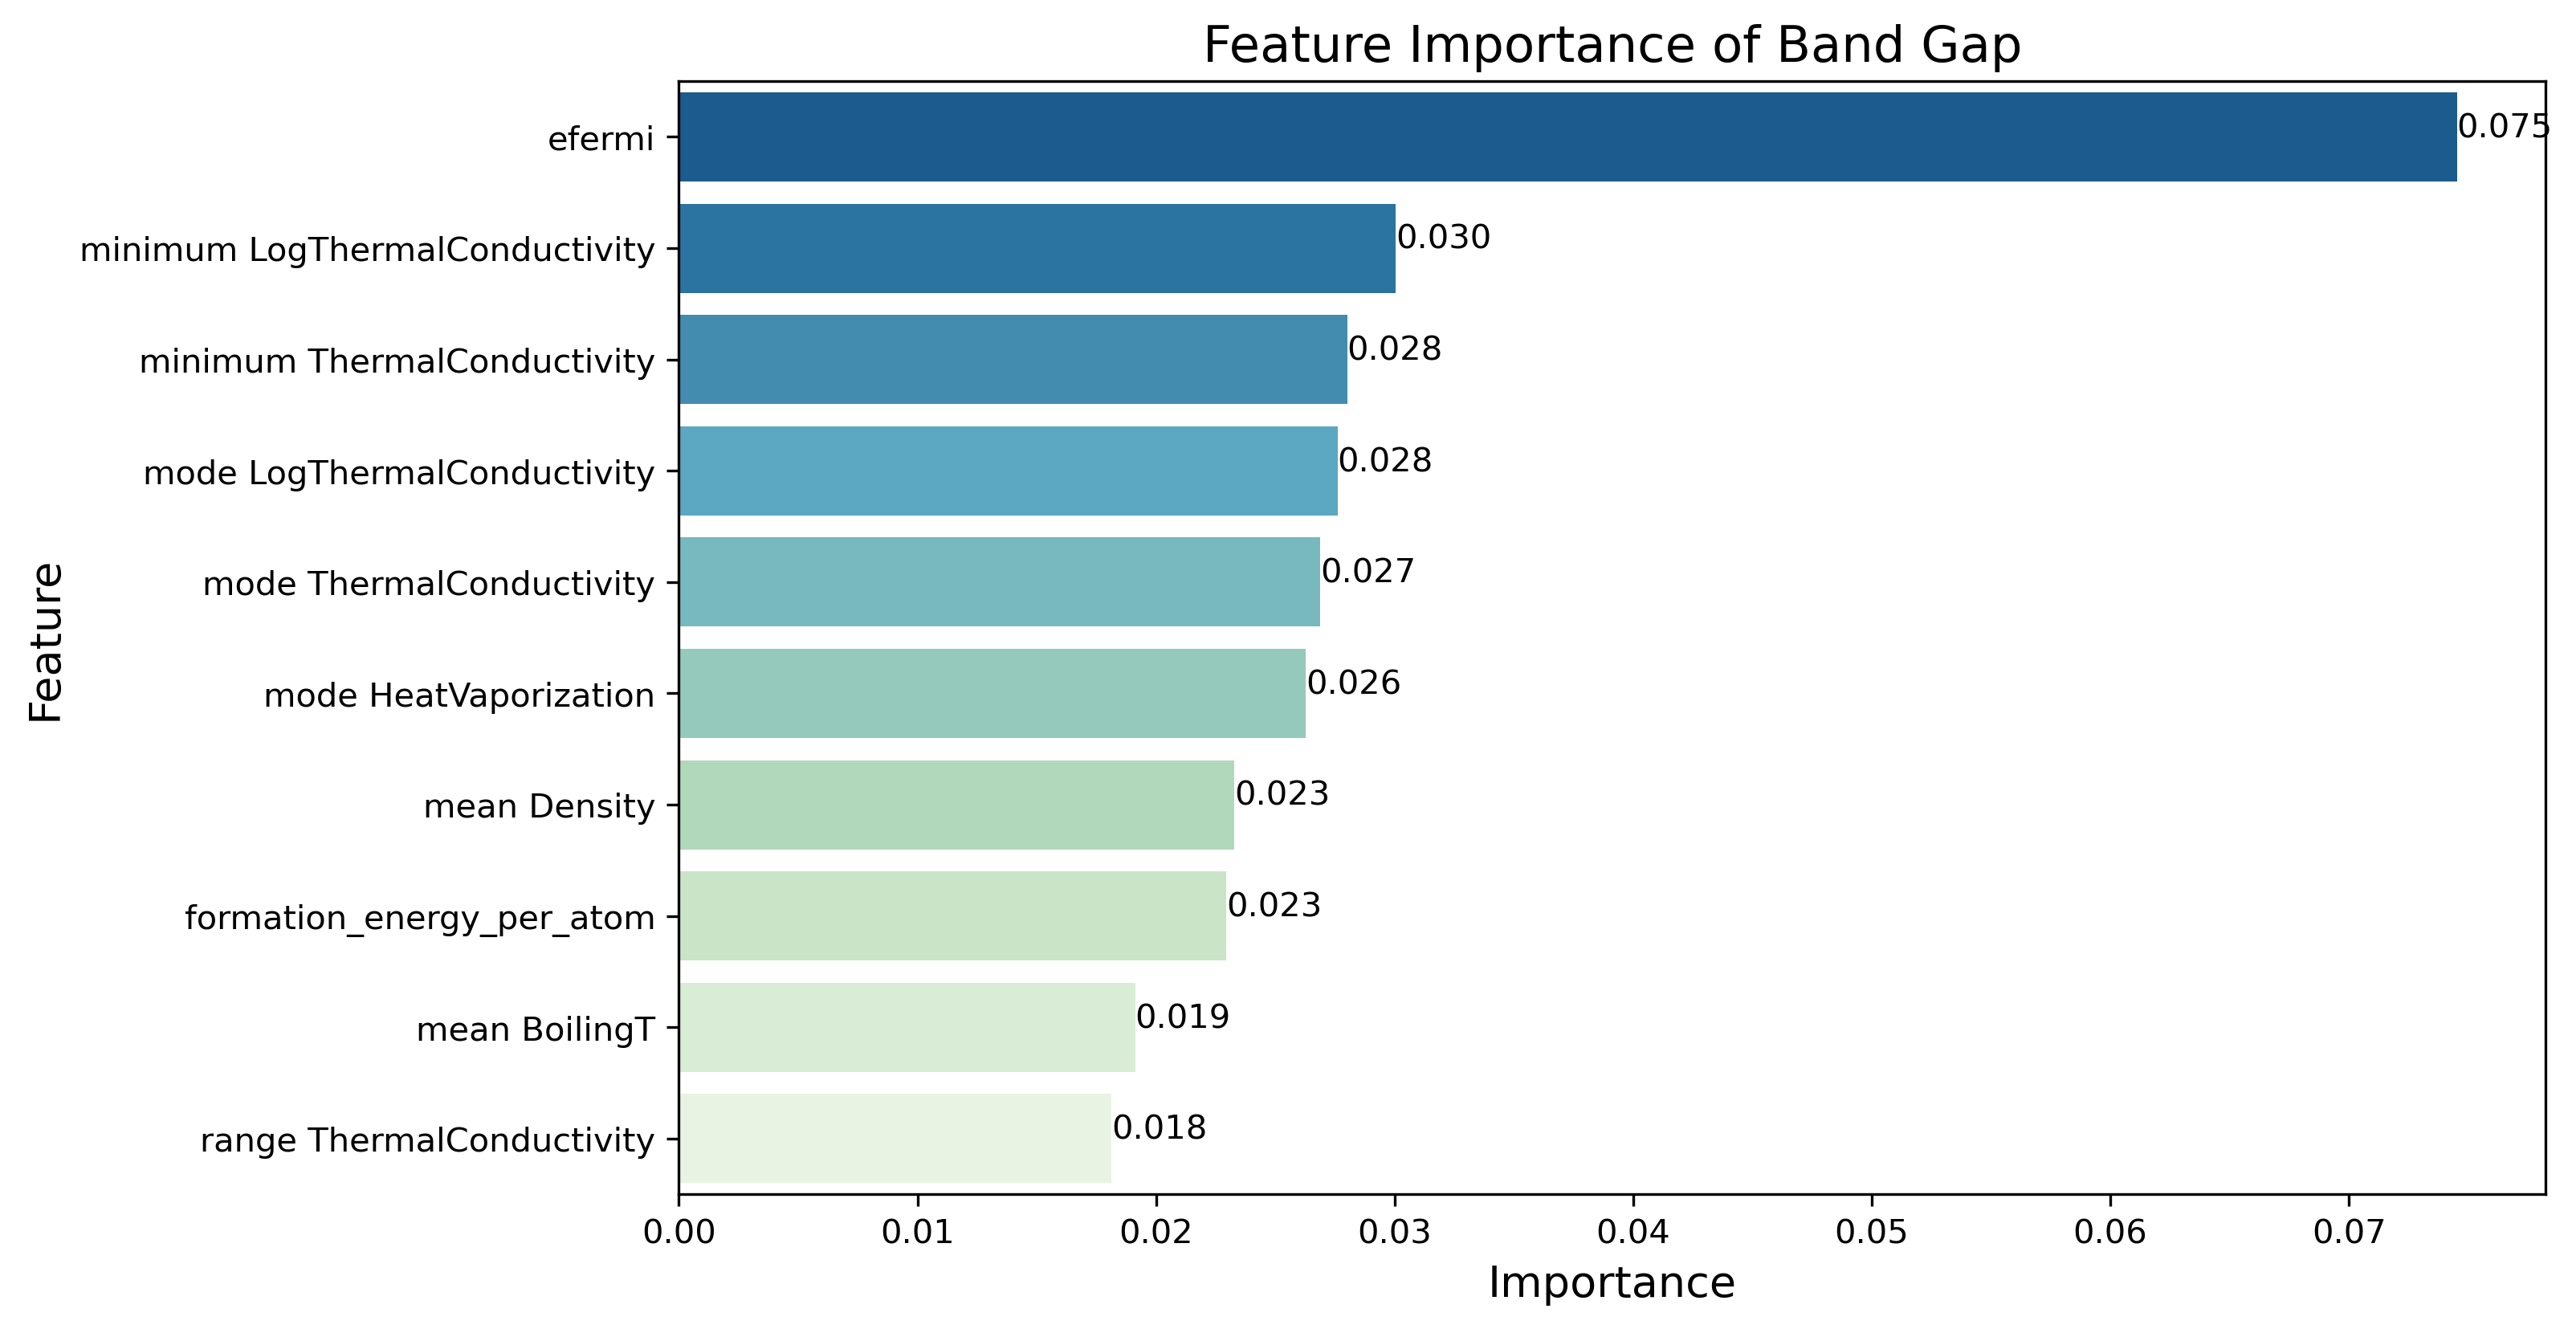 Feature Importance of Band Gap
Feature
efermi 0.075
minimum LogThermalConductivity 0.030
minimum ThermalConductivity 0.028
mode LogThermalConductivity 0.028
mode ThermalConductivity 0.027
mode HeatVaporization 0.026
mean Density 0.023
formation_energy_per_atom 0.023
mean BoilingT 0.019
range ThermalConductivity 0.018
0.00 0.01 0.02 0.03 0.04 0.05 0.06 0.07
Importance